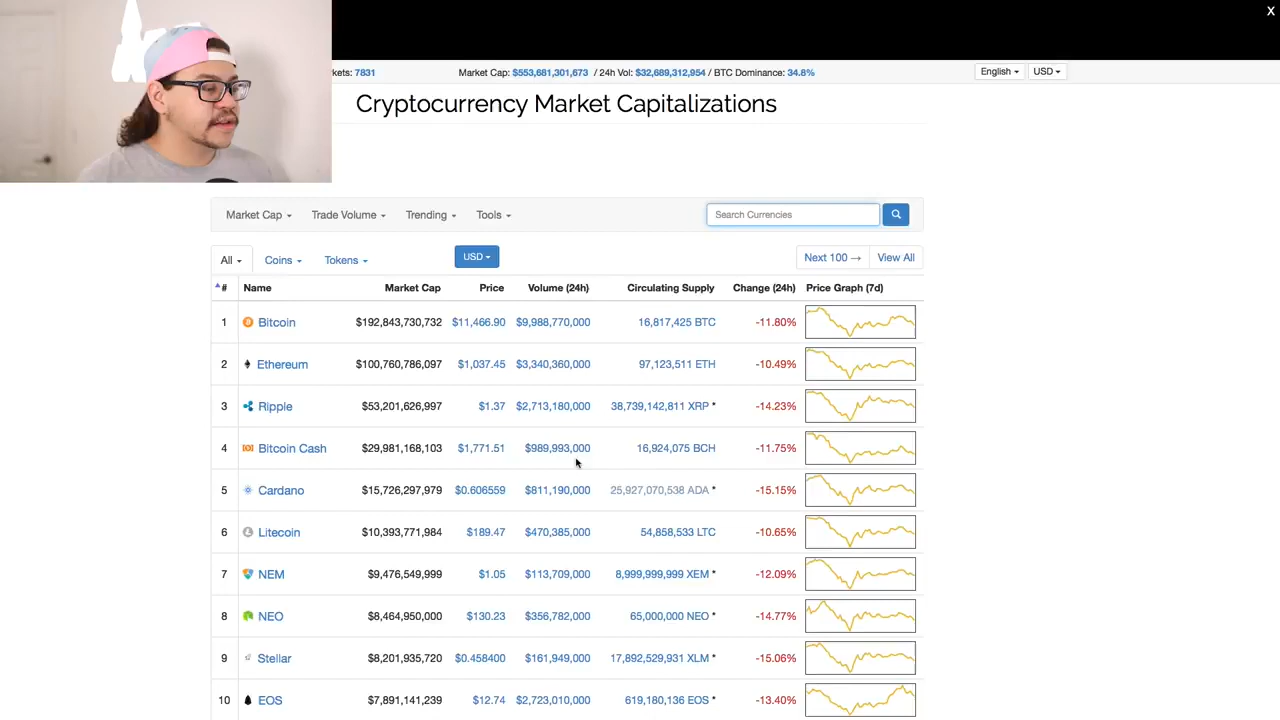 X
kets: 7831 Market Cap: $553,681,301,673 / 24h Vol: $32,689,312,954 / BTC Dominance: 34.8% English USD
Cryptocurrency Market Capitalizations
Market Cap Trade Volume Trending Tools Search Currencies
All Coins Tokens USD Next 100 → View All
# Name Market Cap Price Volume (24h) Circulating Supply Change (24h) Price Graph (7d)
1 Bitcoin $192,843,730,732 $11,466.90 $9,988,770,000 16,817,425 BTC -11.80%
2 Ethereum $100,760,786,097 $1,037.45 $3,340,360,000 97,123,511 ETH -10.49%
3 Ripple $53,201,626,997 $1.37 $2,713,180,000 38,739,142,811 XRP * -14.23%
4 Bitcoin Cash $29,981,168,103 $1,771.51 $989,993,000 16,924,075 BCH -11.75%
5 Cardano $15,726,297,979 $0.606559 $811,190,000 25,927,070,538 ADA * -15.15%
6 Litecoin $10,393,771,984 $189.47 $470,385,000 54,858,533 LTC -10.65%
7 NEM $9,476,549,999 $1.05 $113,709,000 8,999,999,999 XEM * -12.09%
8 NEO $8,464,950,000 $130.23 $356,782,000 65,000,000 NEO * -14.77%
9 Stellar $8,201,935,720 $0.458400 $161,949,000 17,892,529,931 XLM * -15.06%
10 EOS $7,891,141,239 $12.74 $2,723,010,000 619,180,136 EOS * -13.40%